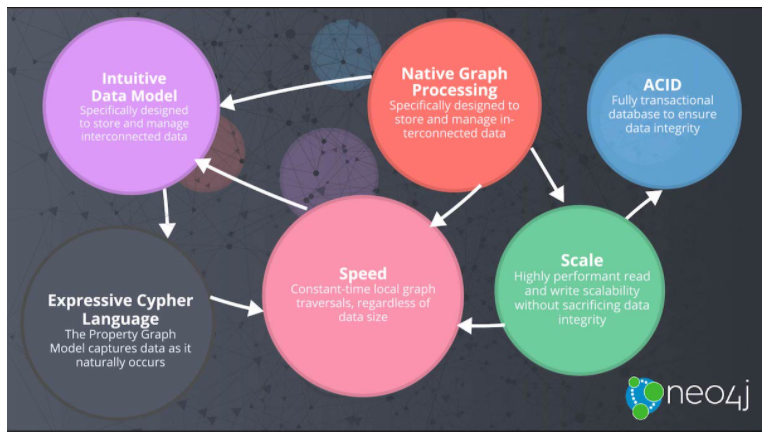 Intuitive
Data Model
Specifically designed
to store and manage
interconnected data
Native Graph
Processing
Specifically designed to
store and manage in-
terconnected data
ACID
Fully transactional
database to ensure
data integrity
Expressive Cypher
Language
The Property Graph
Model captures data as it
naturally occurs
Speed
Constant-time local graph
traversals, regardless of
data size
Scale
Highly performant read
and write scalability
without sacrificing data
integrity
neo4j